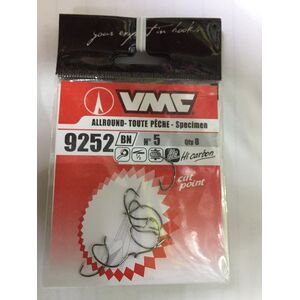 your expert in hooks
VMC
ALLROUND- TOUTE PÊCHE - Specimen
9252 BN N° 5 Qty 8
Hi carbon
cut
point